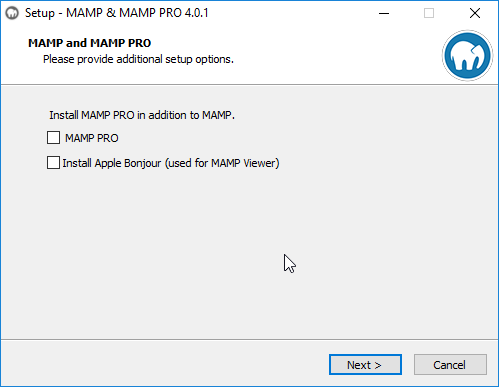 Setup - MAMP & MAMP PRO 4.0.1
MAMP and MAMP PRO
Please provide additional setup options.
Install MAMP PRO in addition to MAMP.
MAMP PRO
Install Apple Bonjour (used for MAMP Viewer)
Next >
Cancel